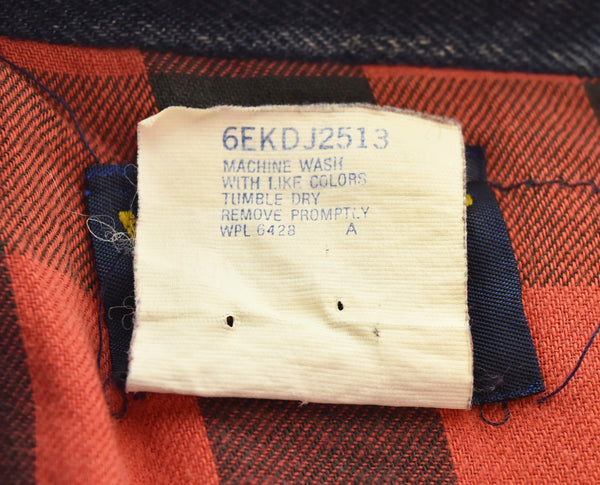 6EKDJ2513
MACHINE WASH
WITH LIKE COLORS
TUMBLE DRY
REMOVE PROMPTLY
WPL 6428 A